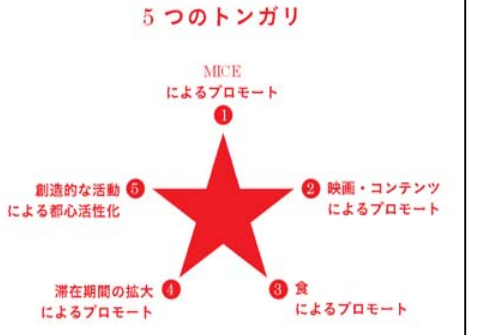 5つのトンガリ
MICE
によるプロモート
1
2 映画・コンテンツ
によるプロモート
3 食
によるプロモート
4 滞在期間の拡大
によるプロモート
5 創造的な活動
による都心活性化